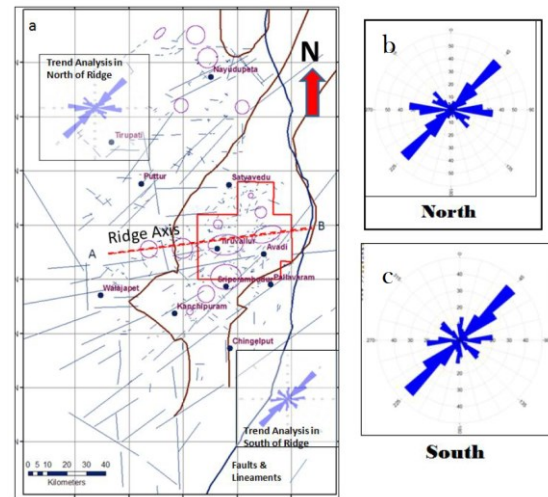 a
Trend Analysis in
North of Ridge
Nayudupeta
N
Tirupati
Puttur
Satyavedu
Ridge Axis
A
B
Tiruvallur
Avadi
Sriperambudur
Pallavaram
Walajapet
Kanchipuram
Chingelput
Trend Analysis in
South of Ridge
Faults &
Lineaments
0 5 10 20 30 40
Kilometers
b
North
c
South